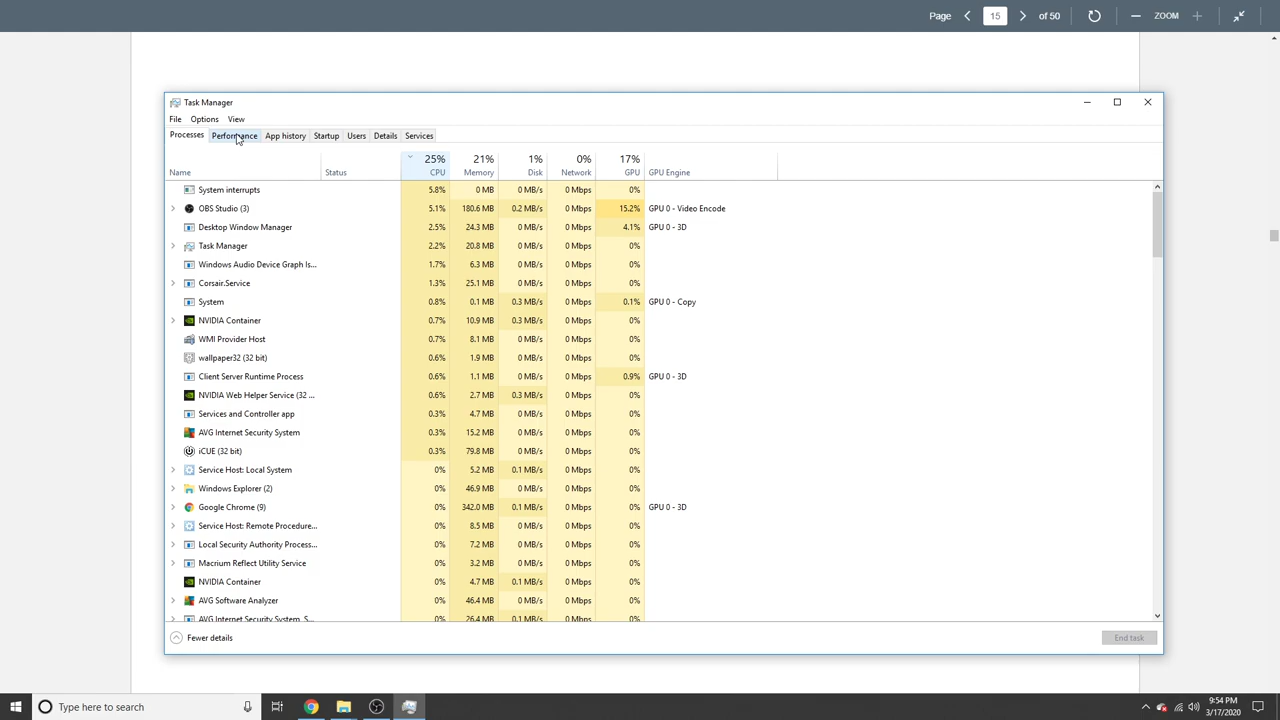 Page 15 of 50 ZOOM
Task Manager
File Options View
Processes Performance App history Startup Users Details Services
25% 21% 1% 0% 17%
Name Status CPU Memory Disk Network GPU GPU Engine
System interrupts 5.8% 0 MB 0 MB/s 0 Mbps 0%
OBS Studio (3) 5.1% 180.6 MB 0.2 MB/s 0 Mbps 15.2% GPU 0 - Video Encode
Desktop Window Manager 2.5% 24.3 MB 0 MB/s 0 Mbps 4.1% GPU 0 - 3D
Task Manager 2.2% 20.8 MB 0 MB/s 0 Mbps 0%
Windows Audio Device Graph Is... 1.7% 6.3 MB 0 MB/s 0 Mbps 0%
Corsair.Service 1.3% 25.1 MB 0 MB/s 0 Mbps 0%
System 0.8% 0.1 MB 0.3 MB/s 0 Mbps 0.1% GPU 0 - Copy
NVIDIA Container 0.7% 10.9 MB 0.3 MB/s 0 Mbps 0%
WMI Provider Host 0.7% 8.1 MB 0 MB/s 0 Mbps 0%
wallpaper32 (32 bit) 0.6% 1.9 MB 0 MB/s 0 Mbps 0%
Client Server Runtime Process 0.6% 1.1 MB 0 MB/s 0 Mbps 0.9% GPU 0 - 3D
NVIDIA Web Helper Service (32 ... 0.6% 2.7 MB 0.3 MB/s 0 Mbps 0%
Services and Controller app 0.3% 4.7 MB 0 MB/s 0 Mbps 0%
AVG Internet Security System 0.3% 15.2 MB 0 MB/s 0 Mbps 0%
iCUE (32 bit) 0.3% 79.8 MB 0 MB/s 0 Mbps 0%
Service Host: Local System 0% 5.2 MB 0.1 MB/s 0 Mbps 0%
Windows Explorer (2) 0% 46.9 MB 0 MB/s 0 Mbps 0%
Google Chrome (9) 0% 342.0 MB 0.1 MB/s 0 Mbps 0% GPU 0 - 3D
Service Host: Remote Procedure... 0% 8.5 MB 0 MB/s 0 Mbps 0%
Local Security Authority Process... 0% 7.2 MB 0 MB/s 0 Mbps 0%
Macrium Reflect Utility Service 0% 3.2 MB 0 MB/s 0 Mbps 0%
NVIDIA Container 0% 4.7 MB 0.1 MB/s 0 Mbps 0%
AVG Software Analyzer 0% 46.4 MB 0 MB/s 0 Mbps 0%
AVG Internet Security System S... 0% 26.4 MB 0.1 MB/s 0 Mbps 0%
Fewer details End task
Type here to search
9:54 PM
3/17/2020